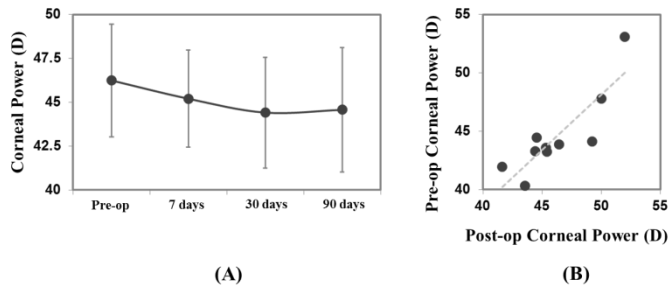 Corneal Power (D)
50
47.5
45
42.5
40
Pre-op
7 days
30 days
90 days
(A)
Pre-op Corneal Power (D)
55
50
45
40
40
45
50
55
Post-op Corneal Power (D)
(B)